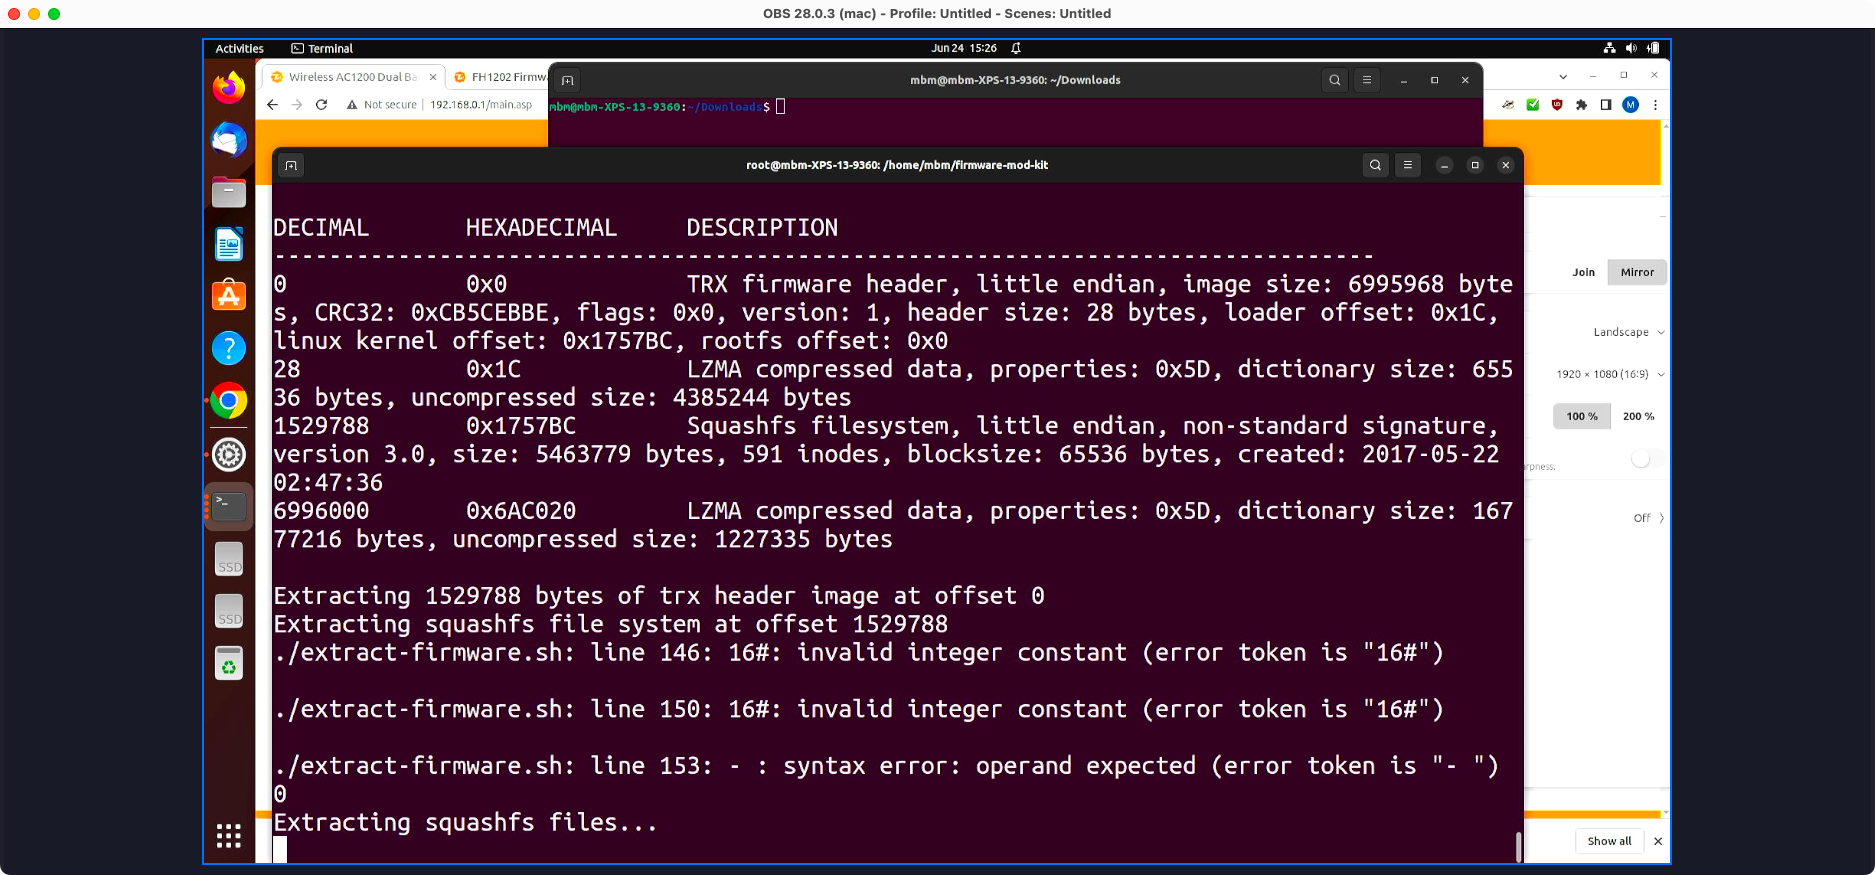 OBS 28.0.3 (mac) - Profile: Untitled - Scenes: Untitled
Activities
Terminal
Jun 24 15:26
Wireless AC1200 Dual Ba
FH1202 Firmwa
Not secure
192.168.0.1/main.asp
mbm@mbm-XPS-13-9360: ~/Downloads
mbm@mbm-XPS-13-9360:~/Downloads$
M
root@mbm-XPS-13-9360: /home/mbm/firmware-mod-kit
DECIMAL HEXADECIMAL DESCRIPTION
--------------------------------------------------------------------------------
0 0x0 TRX firmware header, little endian, image size: 6995968 byte
s, CRC32: 0xCB5CEBBE, flags: 0x0, version: 1, header size: 28 bytes, loader offset: 0x1C,
linux kernel offset: 0x1757BC, rootfs offset: 0x0
28 0x1C LZMA compressed data, properties: 0x5D, dictionary size: 655
36 bytes, uncompressed size: 4385244 bytes
1529788 0x1757BC Squashfs filesystem, little endian, non-standard signature,
version 3.0, size: 5463779 bytes, 591 inodes, blocksize: 65536 bytes, created: 2017-05-22
02:47:36
6996000 0x6AC020 LZMA compressed data, properties: 0x5D, dictionary size: 167
77216 bytes, uncompressed size: 1227335 bytes
Extracting 1529788 bytes of trx header image at offset 0
Extracting squashfs file system at offset 1529788
./extract-firmware.sh: line 146: 16#: invalid integer constant (error token is "16#")
./extract-firmware.sh: line 150: 16#: invalid integer constant (error token is "16#")
./extract-firmware.sh: line 153: - : syntax error: operand expected (error token is "- ")
0
Extracting squashfs files...
Join
Mirror
Landscape
1920 × 1080 (16:9)
100 %
200 %
rpness.
Off
SSD
SSD
Show all